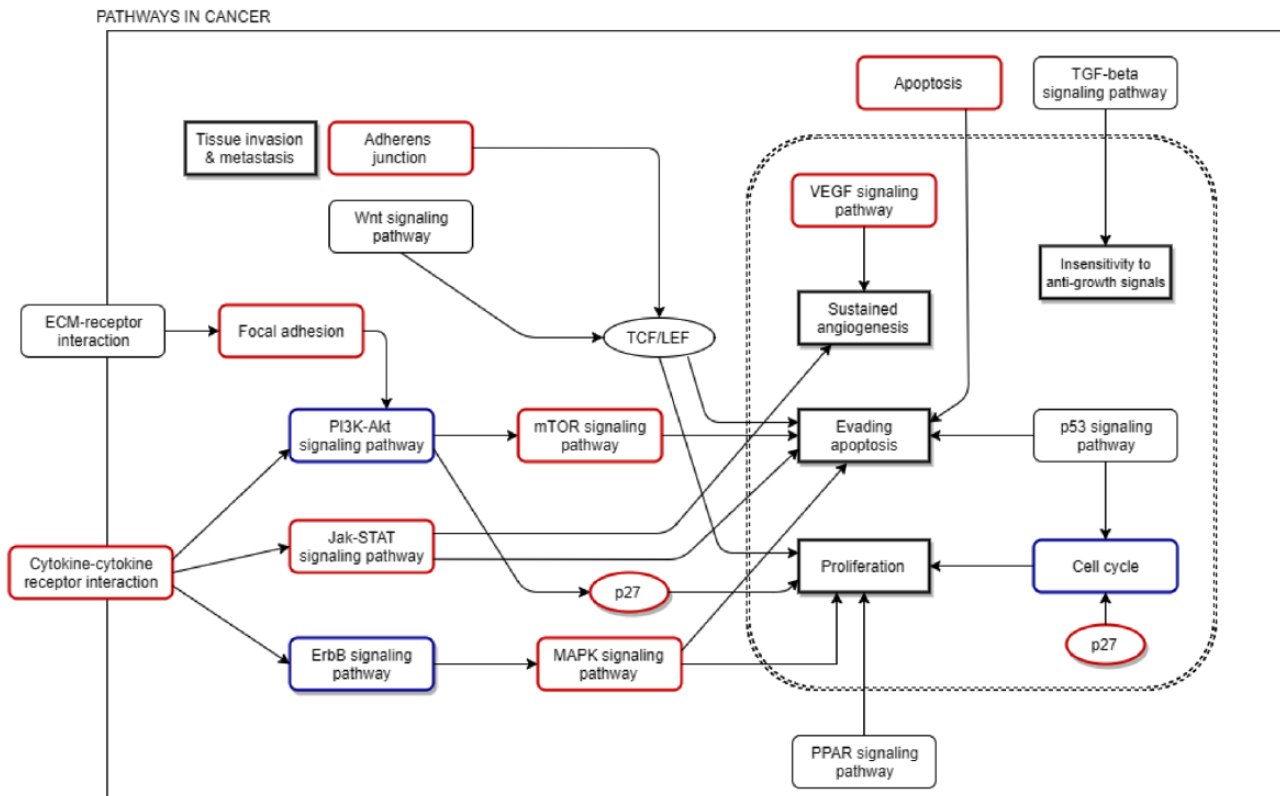 PATHWAYS IN CANCER
Apoptosis
TGF-beta
signaling pathway
Tissue invasion
& metastasis
Adherens
junction
VEGF signaling
pathway
Wnt signaling
pathway
Insensitivity to
anti-growth signals
Sustained
angiogenesis
ECM-receptor
interaction
Focal adhesion
TCF/LEF
PI3K-Akt
signaling pathway
mTOR signaling
pathway
Evading
apoptosis
p53 signaling
pathway
Jak-STAT
signaling pathway
Cytokine-cytokine
receptor interaction
Proliferation
Cell cycle
p27
ErbB signaling
pathway
MAPK signaling
pathway
p27
PPAR signaling
pathway